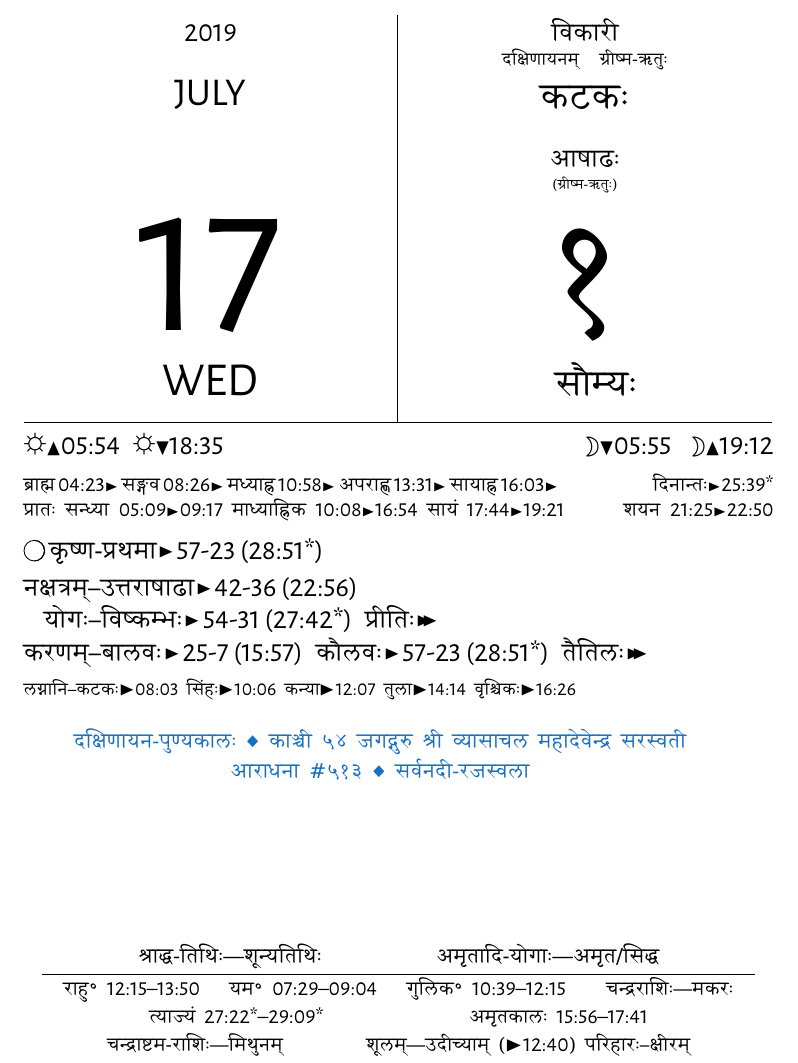 2019
JULY
17
WED
विकारी
दक्षिणायनम् ग्रीष्म-ऋतुः
कटकः
आषाढः
(ग्रीष्म-ऋतुः)
१
सौम्यः
☼▲05:54 ☼▼18:35 ☽▼05:55 ☽▲19:12
ब्राह्म 04:23► सङ्गव 08:26► मध्याह्न 10:58► अपराह्ण 13:31► सायाह्न 16:03► दिनान्तः►25:39*
प्रातः सन्ध्या 05:09►09:17 माध्याह्निक 10:08►16:54 सायं 17:44►19:21 शयन 21:25►22:50
◯कृष्ण-प्रथमा►57-23 (28:51*)
नक्षत्रम्–उत्तराषाढा►42-36 (22:56)
योगः–विष्कम्भः►54-31 (27:42*) प्रीतिः►►
करणम्–बालवः►25-7 (15:57) कौलवः►57-23 (28:51*) तैतिलः►►
लग्नानि–कटकः►08:03 सिंहः►10:06 कन्या►12:07 तुला►14:14 वृश्चिकः►16:26
दक्षिणायन-पुण्यकालः ◆ काञ्ची ५४ जगद्गुरु श्री व्यासाचल महादेवेन्द्र सरस्वती
आराधना #५१३ ◆ सर्वनदी-रजस्वला
श्राद्ध-तिथिः—शून्यतिथिः अमृतादि-योगाः—अमृत/सिद्ध
राहु° 12:15–13:50 यम° 07:29–09:04 गुलिक° 10:39–12:15 चन्द्रराशिः—मकरः
त्याज्यं 27:22*–29:09* अमृतकालः 15:56–17:41
चन्द्राष्टम-राशिः—मिथुनम् शूलम्—उदीच्याम् (►12:40) परिहारः–क्षीरम्